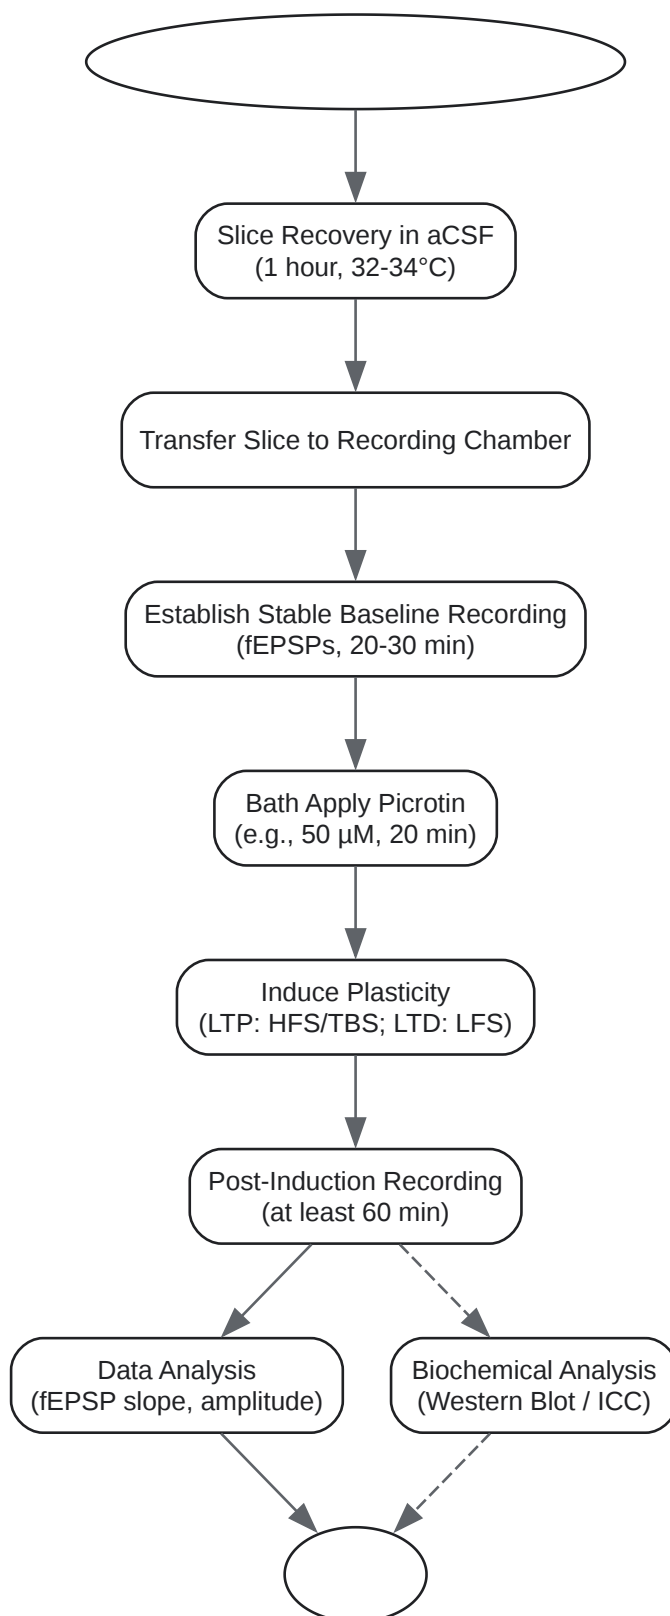 Slice Recovery in aCSF
(1 hour, 32-34°C)
Transfer Slice to Recording Chamber
Establish Stable Baseline Recording
(fEPSPs, 20-30 min)
Bath Apply Picrotin
(e.g., 50 µM, 20 min)
Induce Plasticity
(LTP: HFS/TBS; LTD: LFS)
Post-Induction Recording
(at least 60 min)
Data Analysis
(fEPSP slope, amplitude)
Biochemical Analysis
(Western Blot / ICC)